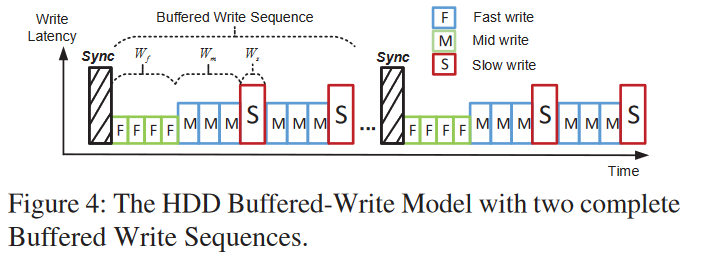 Write
Latency
Buffered Write Sequence
F Fast write
M Mid write
S Slow write
Sync W_f W_m W_s Sync
F F F F M M M S M M M S ... F F F F M M M S M M M S
Time
Figure 4: The HDD Buffered-Write Model with two complete
Buffered Write Sequences.